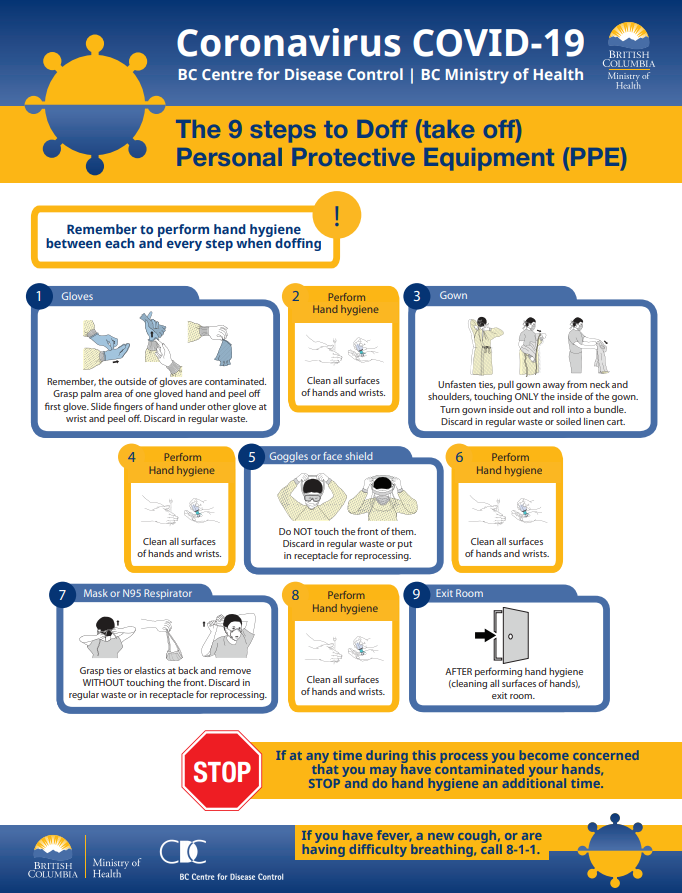 Coronavirus COVID-19
BC Centre for Disease Control | BC Ministry of Health
BRITISH
COLUMBIA
Ministry of
Health
The 9 steps to Doff (take off)
Personal Protective Equipment (PPE)
!
Remember to perform hand hygiene
between each and every step when doffing
1 Gloves
Remember, the outside of gloves are contaminated.
Grasp palm area of one gloved hand and peel off
first glove. Slide fingers of hand under other glove at
wrist and peel off. Discard in regular waste.
2 Perform
Hand hygiene
Clean all surfaces
of hands and wrists.
3 Gown
Unfasten ties, pull gown away from neck and
shoulders, touching ONLY the inside of the gown.
Turn gown inside out and roll into a bundle.
Discard in regular waste or soiled linen cart.
4 Perform
Hand hygiene
Clean all surfaces
of hands and wrists.
5 Goggles or face shield
Do NOT touch the front of them.
Discard in regular waste or put
in receptacle for reprocessing.
6 Perform
Hand hygiene
Clean all surfaces
of hands and wrists.
7 Mask or N95 Respirator
Grasp ties or elastics at back and remove
WITHOUT touching the front. Discard in
regular waste or in receptacle for reprocessing.
8 Perform
Hand hygiene
Clean all surfaces
of hands and wrists.
9 Exit Room
AFTER performing hand hygiene
(cleaning all surfaces of hands),
exit room.
STOP
If at any time during this process you become concerned
that you may have contaminated your hands,
STOP and do hand hygiene an additional time.
BRITISH
COLUMBIA
Ministry of
Health
CDC
BC Centre for Disease Control
If you have fever, a new cough, or are
having difficulty breathing, call 8-1-1.